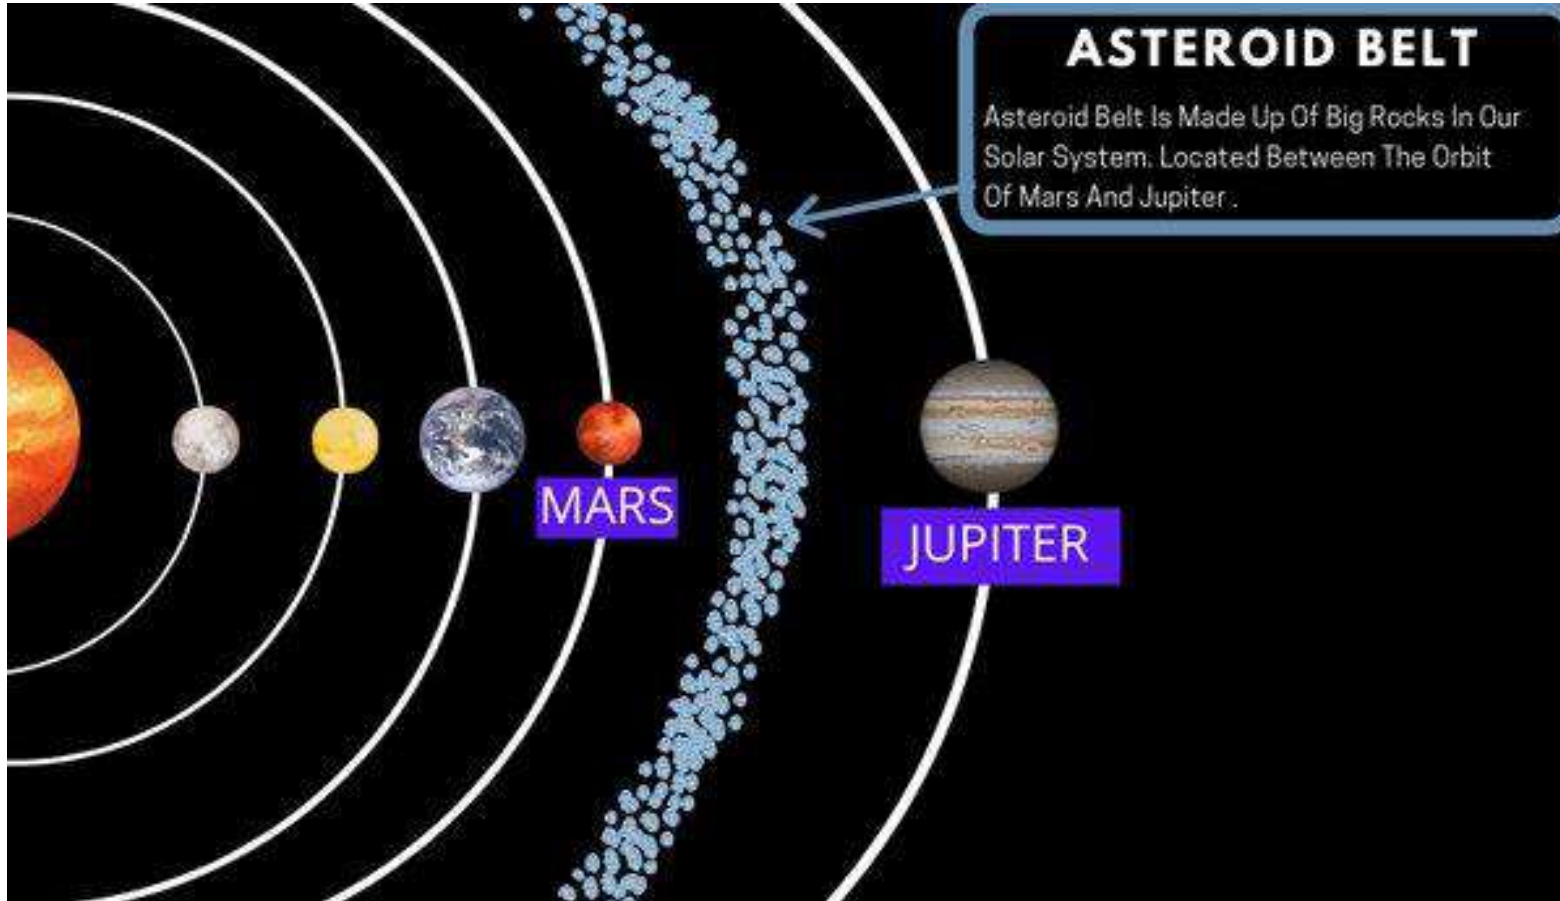 ASTEROID BELT
Asteroid Belt Is Made Up Of Big Rocks In Our
Solar System. Located Between The Orbit
Of Mars And Jupiter .
MARS
JUPITER